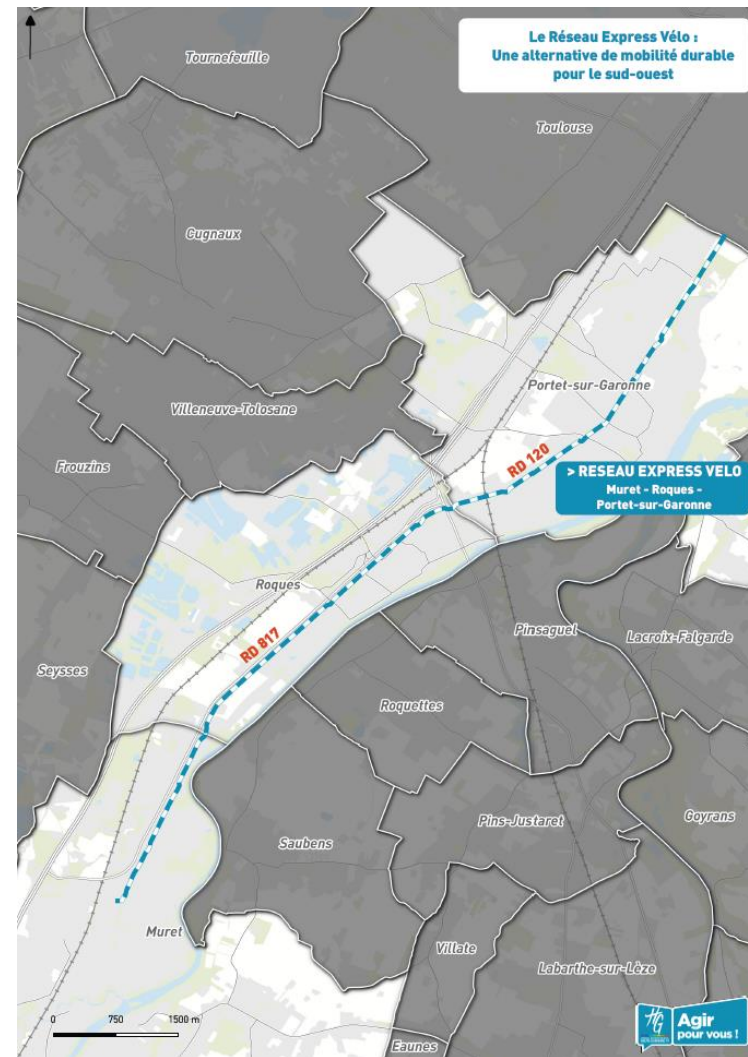 Le Réseau Express Vélo :
Une alternative de mobilité durable
pour le sud-ouest
Tournefeuille
Toulouse
Cugnaux
Portet-sur-Garonne
Villeneuve-Tolosane
Frouzins
RD 120
> RESEAU EXPRESS VELO
Muret - Roques -
Portet-sur-Garonne
Roques
Pinsaguel
Lacroix-Falgarde
RD 817
Seysses
Roquettes
Goyrans
Pins-Justaret
Saubens
Muret
Villate
Labarthe-sur-Lèze
0 750 1500 m
HG
Agir
pour vous !
Eaunes